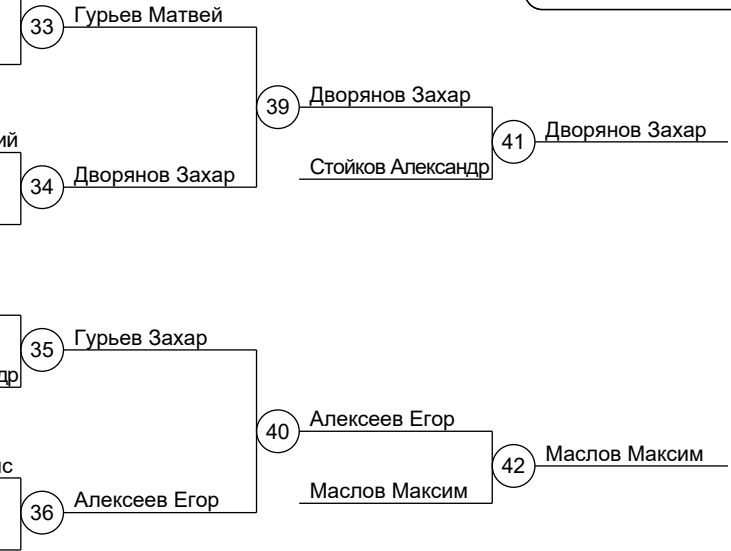 33 Гурьев Матвей
39 Дворянов Захар
41 Дворянов Захар
Стойков Александр
34 Дворянов Захар
35 Гурьев Захар
40 Алексеев Егор
42 Маслов Максим
Маслов Максим
36 Алексеев Егор